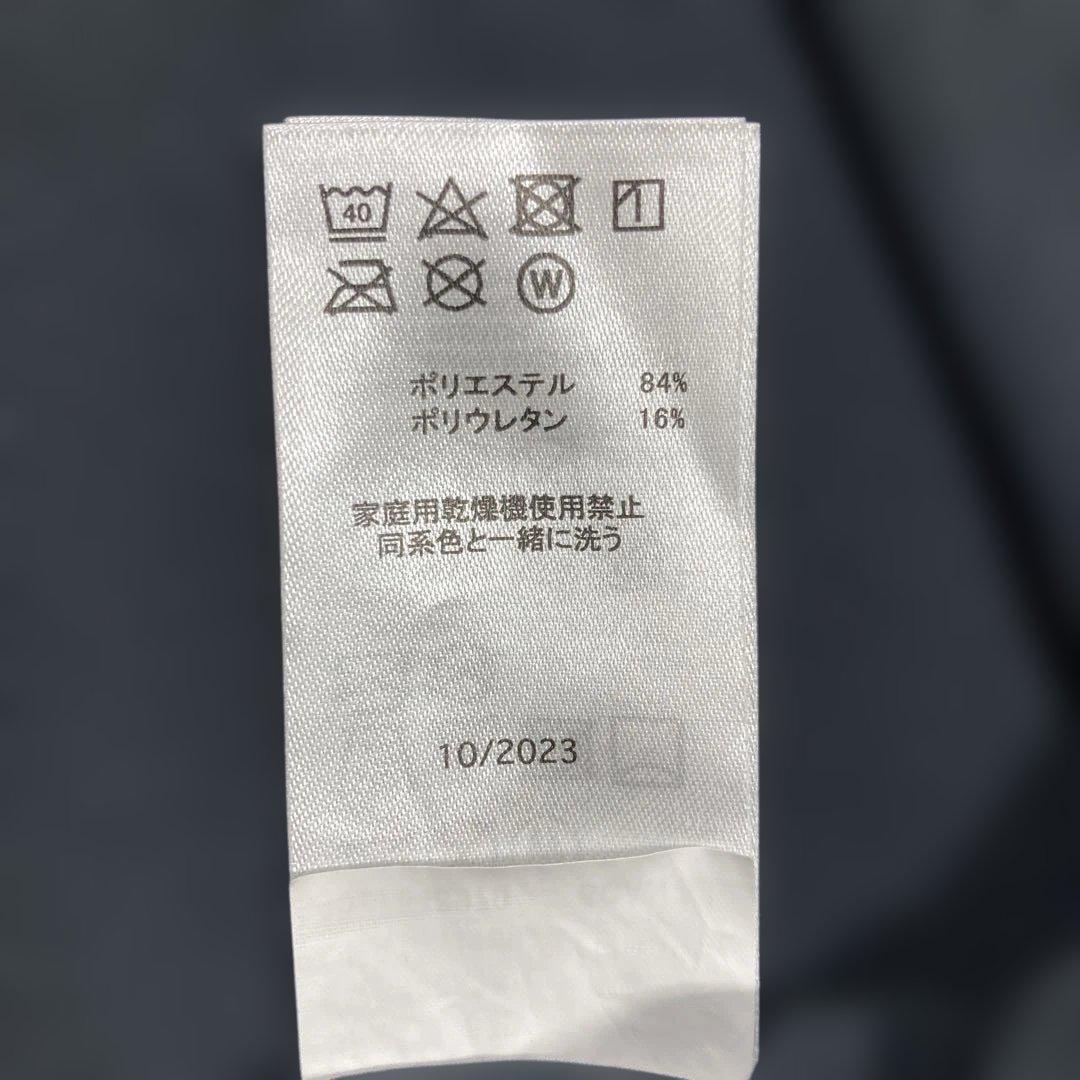 40
W
ポリエステル 84%
ポリウレタン 16%
家庭用乾燥機使用禁止
同系色と一緒に洗う
10/2023